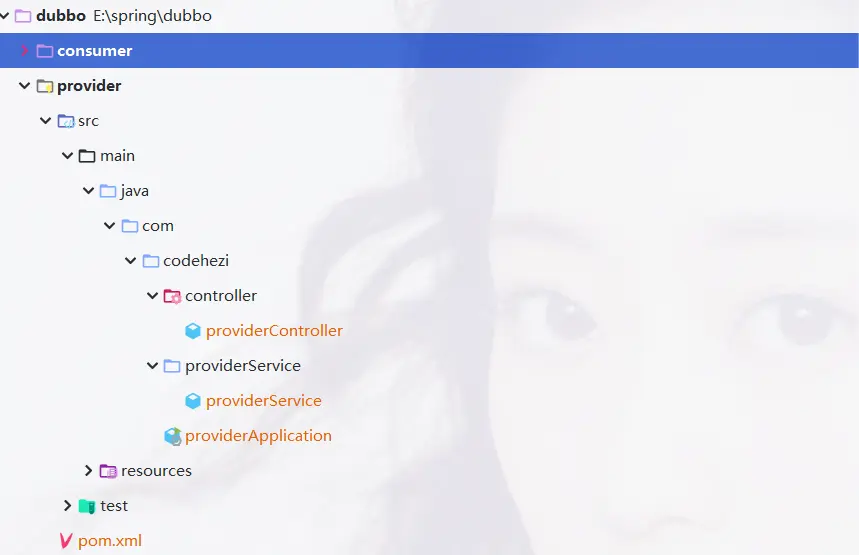 dubbo E:\spring\dubbo
consumer
provider
src
main
java
com
codehezi
controller
providerController
providerService
providerService
providerApplication
resources
test
pom.xml